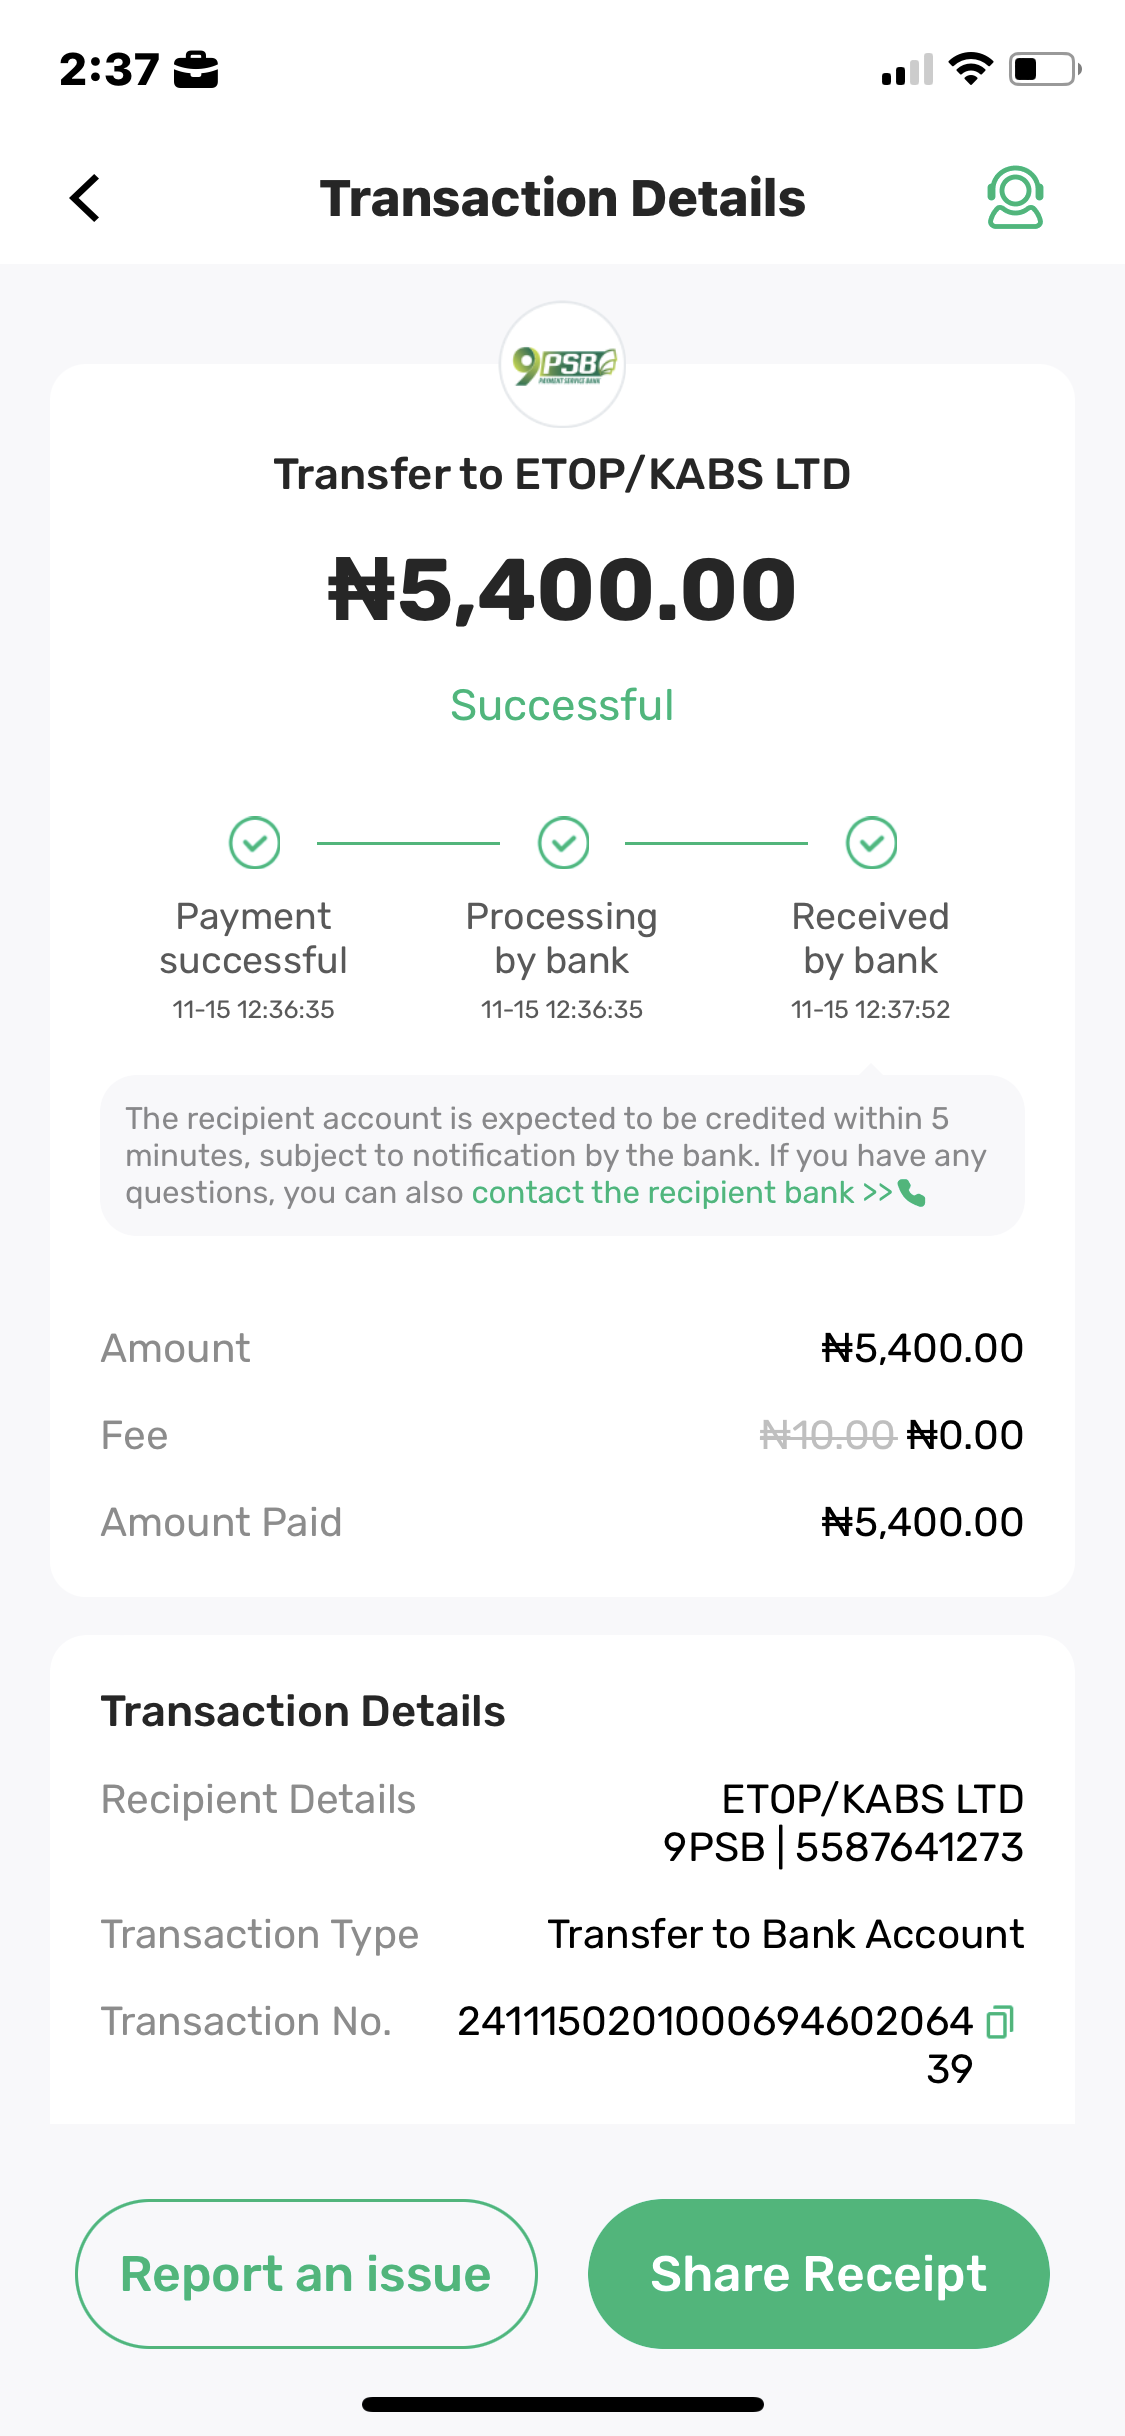 2:37
Transaction Details
9PSB
PAYMENT SERVICE BANK
Transfer to ETOP/KABS LTD
₦5,400.00
Successful
Payment successful
11-15 12:36:35
Processing by bank
11-15 12:36:35
Received by bank
11-15 12:37:52
The recipient account is expected to be credited within 5
minutes, subject to notification by the bank. If you have any
questions, you can also contact the recipient bank >>
Amount ₦5,400.00
Fee ₦10.00 ₦0.00
Amount Paid ₦5,400.00
Transaction Details
Recipient Details ETOP/KABS LTD
9PSB | 5587641273
Transaction Type Transfer to Bank Account
Transaction No. 2411150201000694602064
39
Report an issue Share Receipt